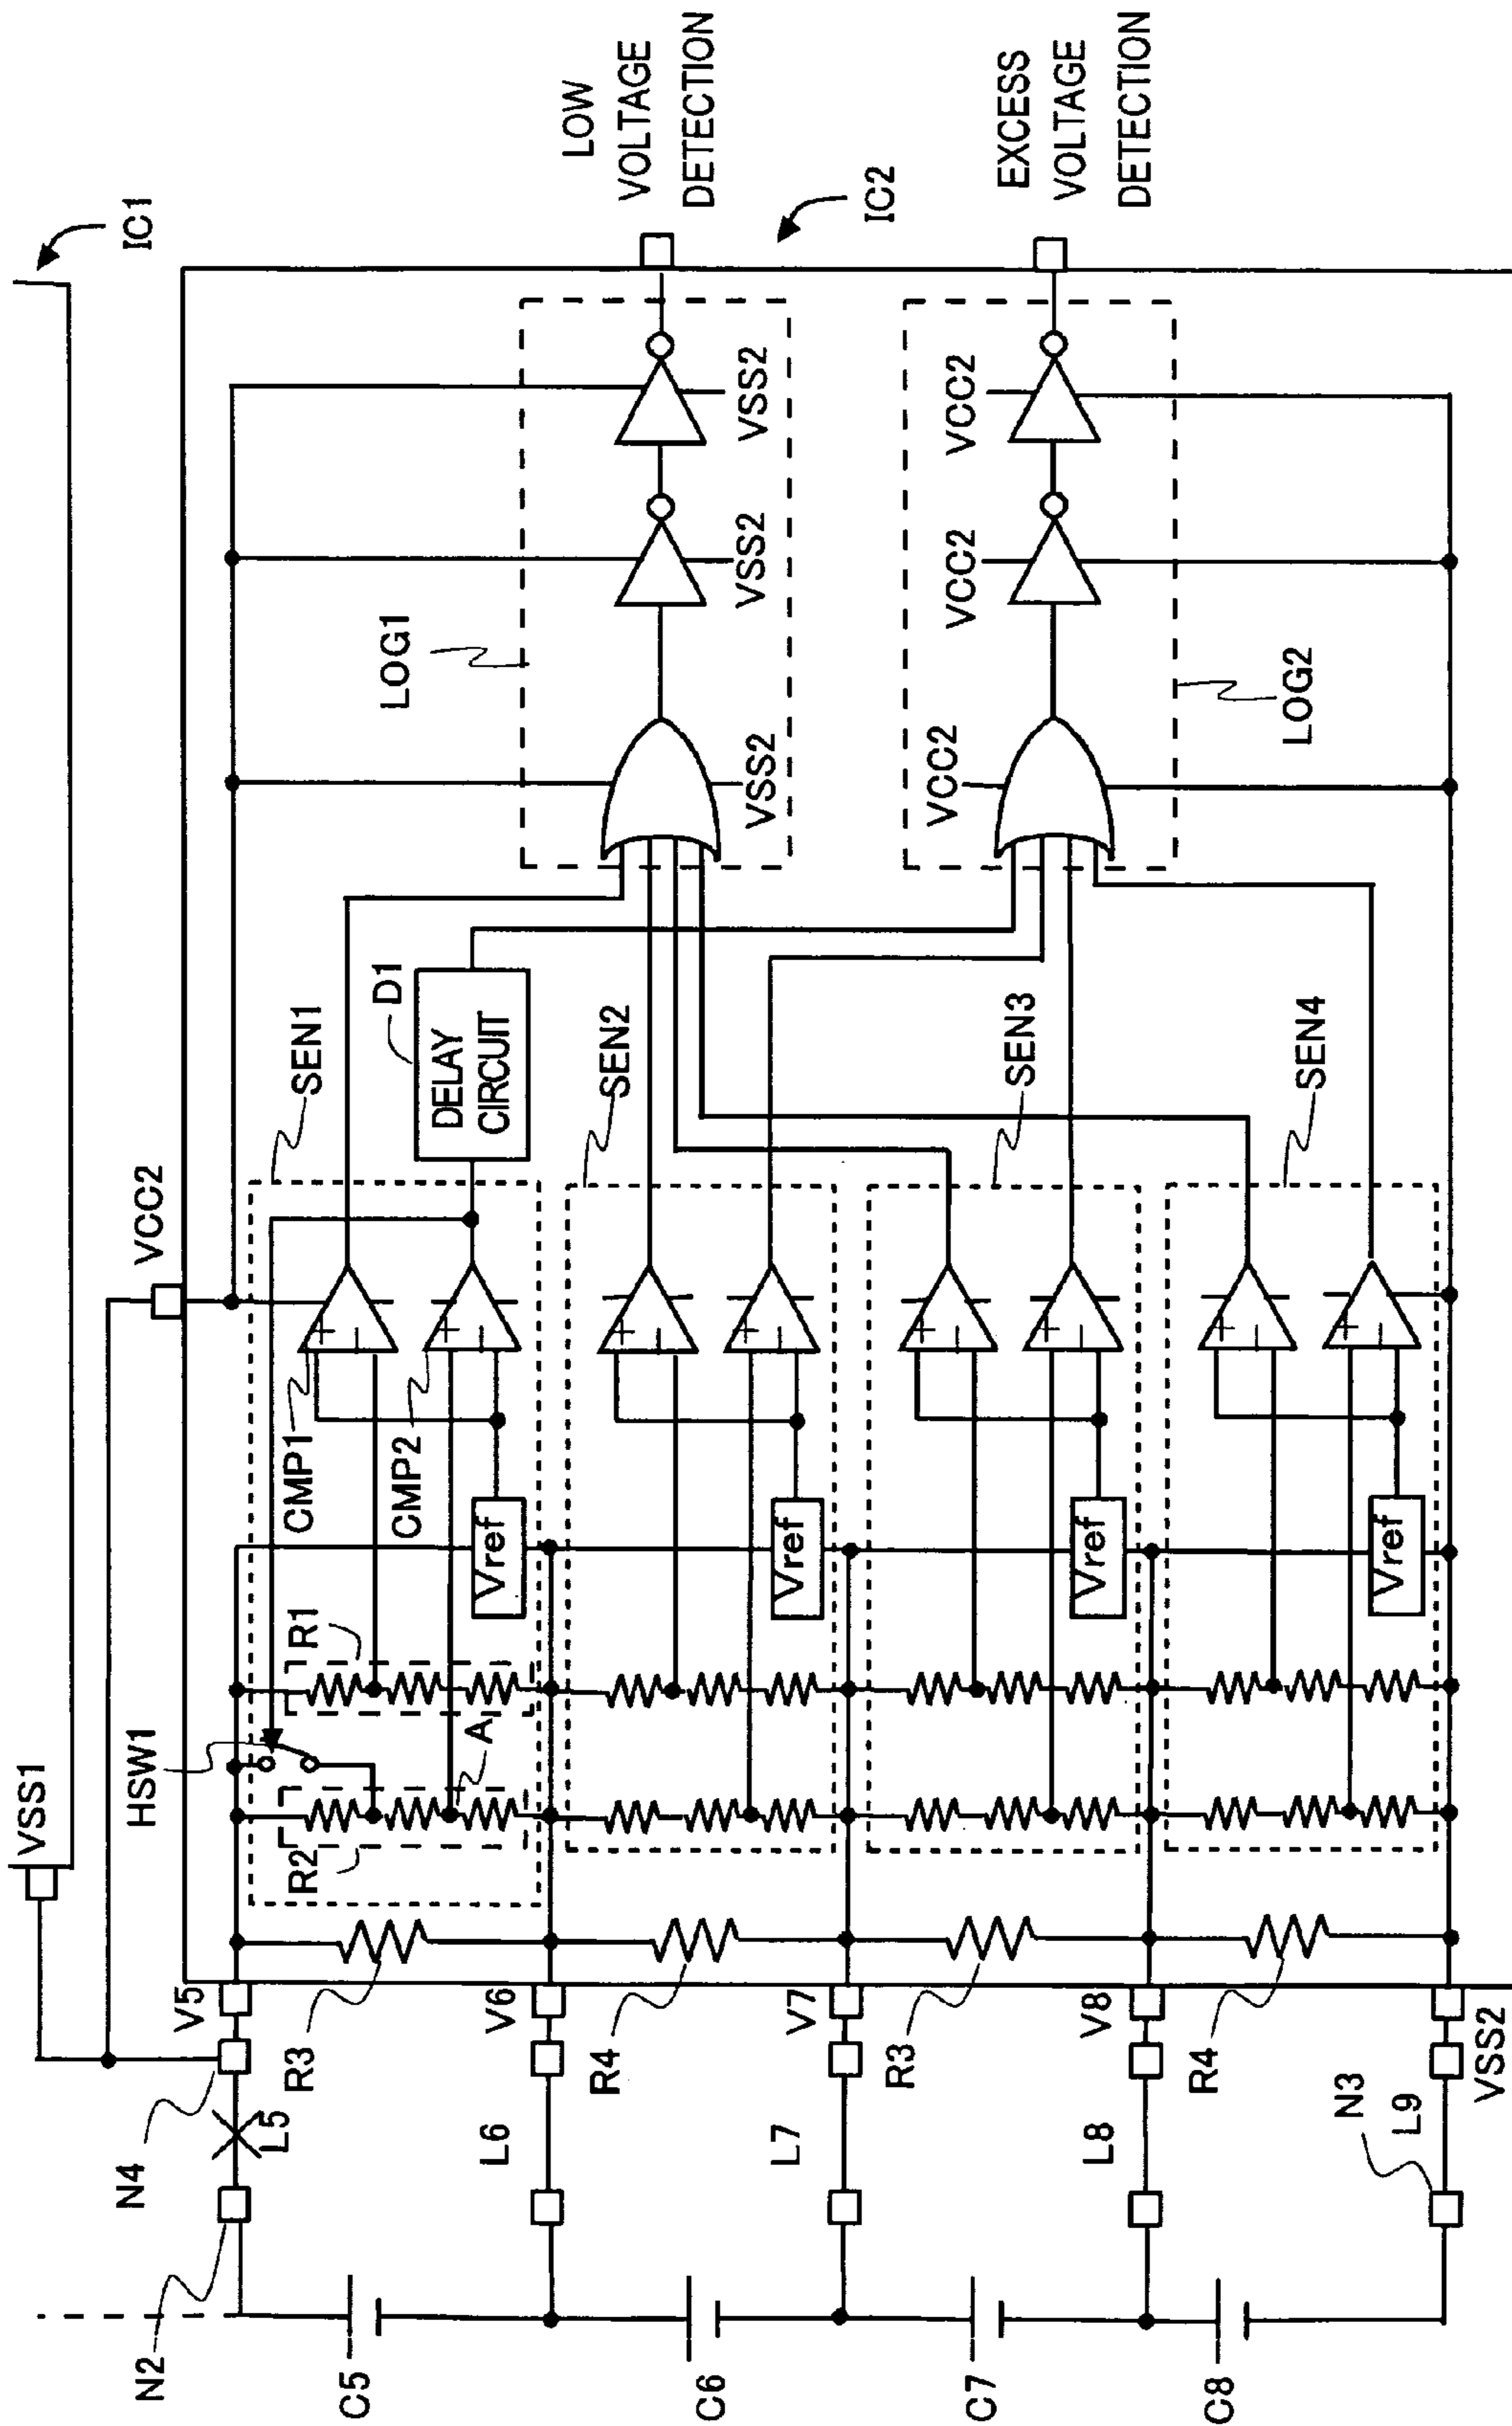 VSS1
IC1
VCC2
IC2
LOW
VOLTAGE
DETECTION
EXCESS
VOLTAGE
DETECTION
LOG1
VSS2
VSS2
VSS2
LOG2
VCC2
VCC2
VCC2
D1
DELAY
CIRCUIT
SEN1
SEN2
SEN3
SEN4
CMP1
+
−
CMP2
+
−
+
−
+
−
+
−
+
−
+
−
+
−
Vref
Vref
Vref
Vref
HSW1
R1
R2
A
V5
R3
V6
R4
V7
R3
V8
R4
VSS2
N4
L5
L6
L7
L8
N3
L9
N2
C5
C6
C7
C8